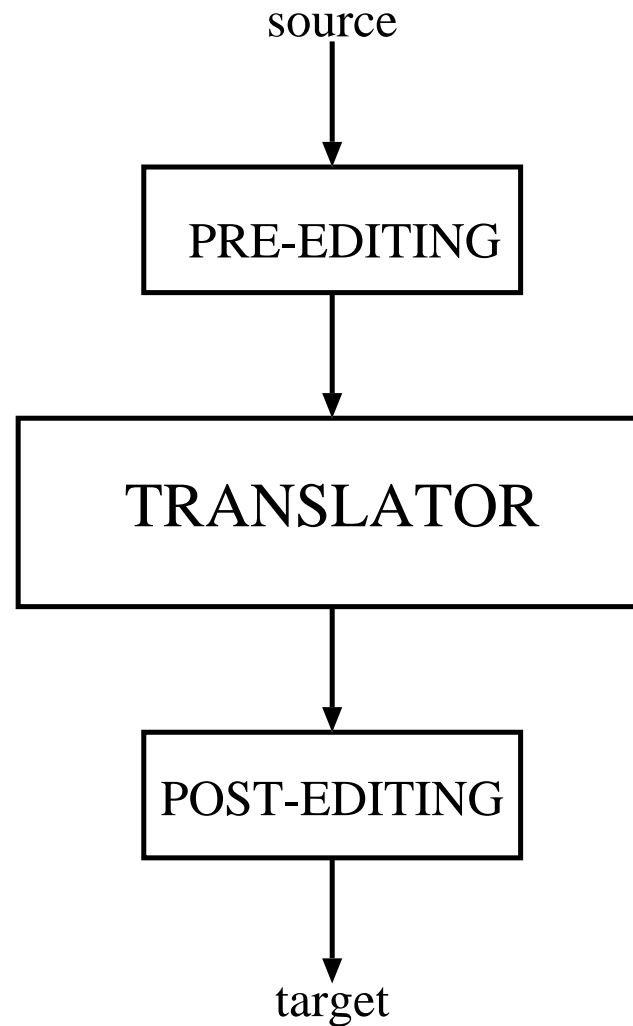 source
PRE-EDITING
TRANSLATOR
POST-EDITING
target